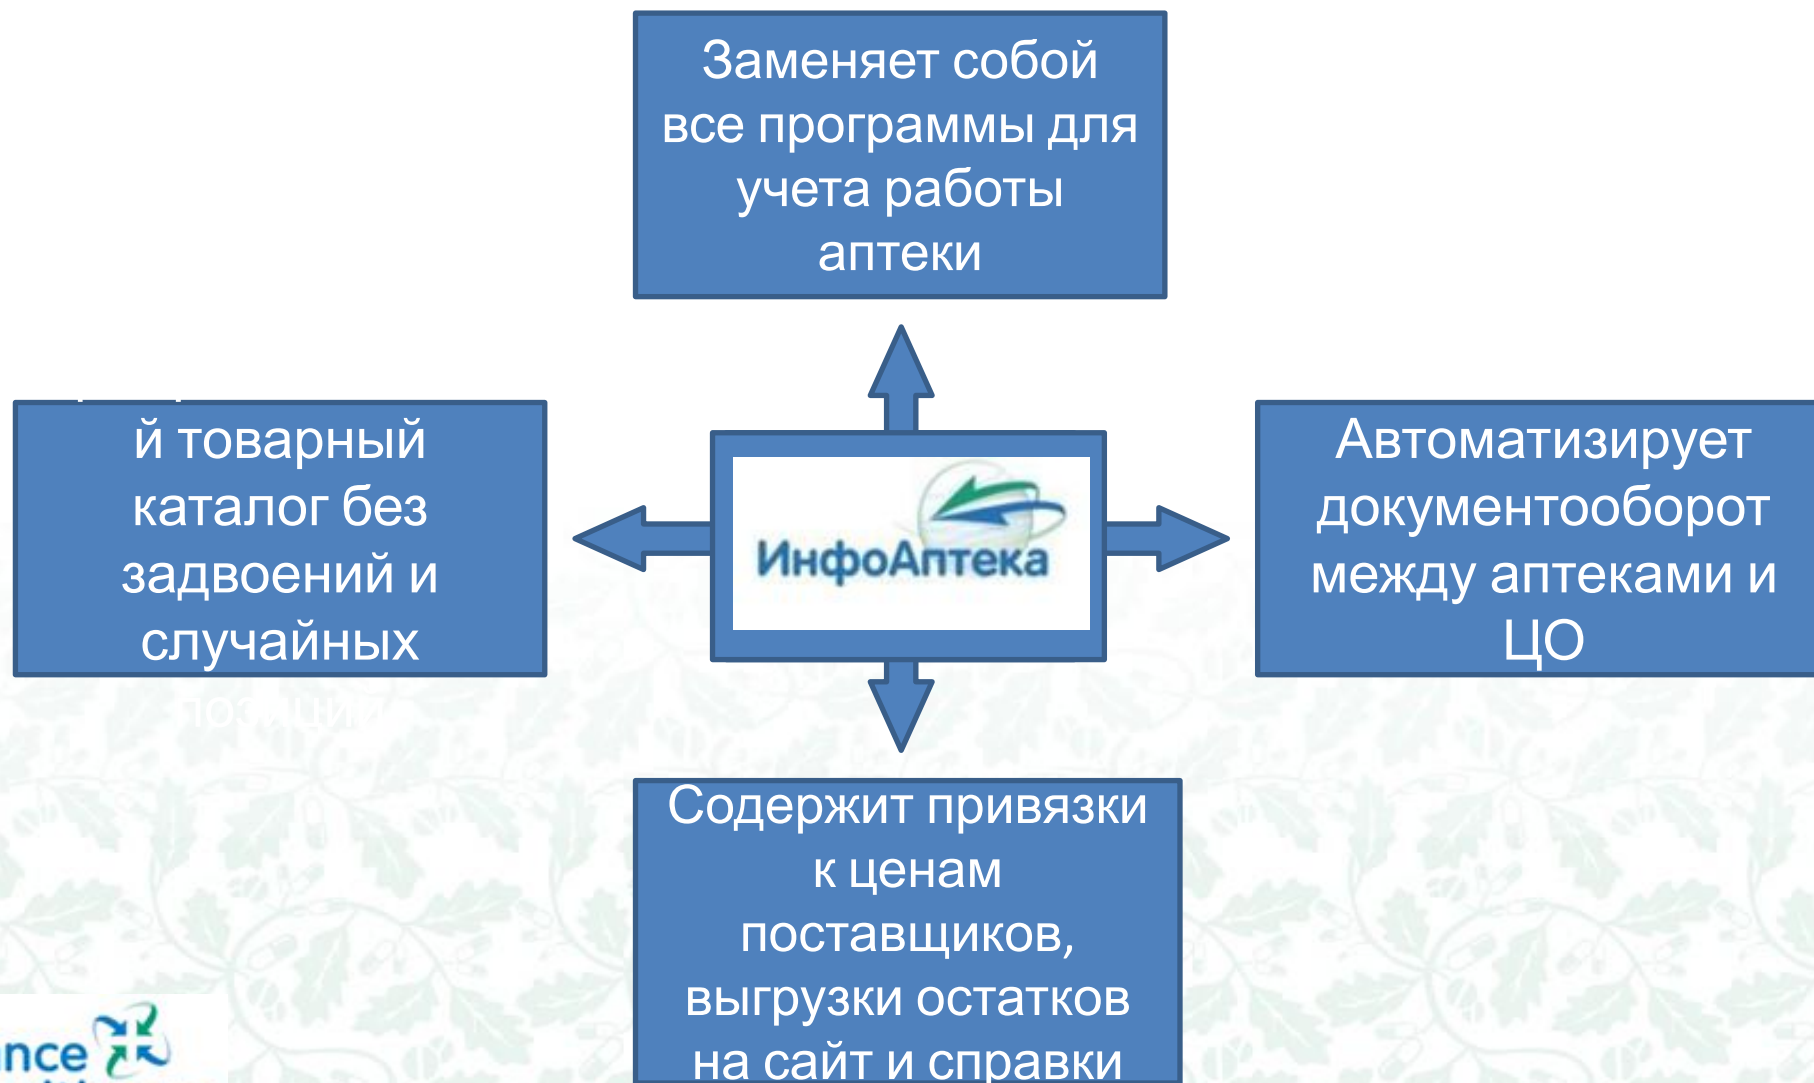 Заменяет собой
все программы для
учета работы
аптеки
й товарный
каталог без
задвоений и
случайных
позиций
ИнфоАптека
Автоматизирует
документооборот
между аптеками и
ЦО
Содержит привязки
к ценам
поставщиков,
выгрузки остатков
на сайт и справки
nce